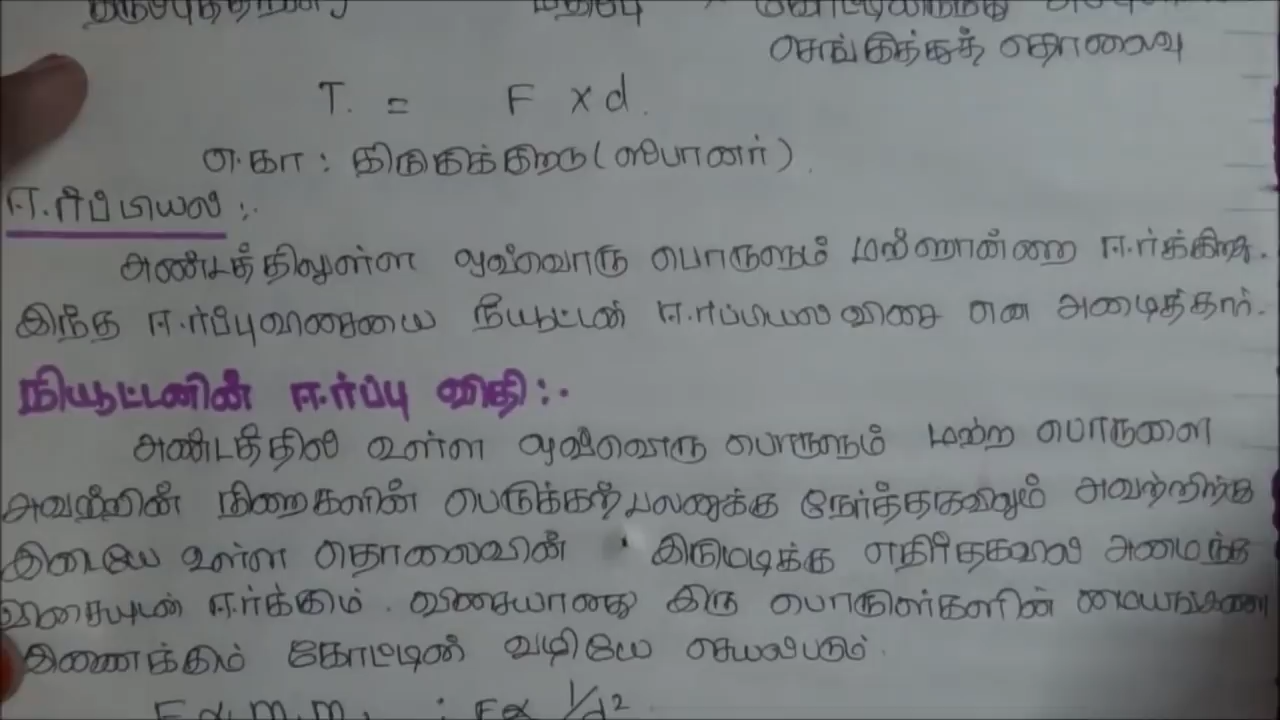 செங்குத்துத் தொலைவு
T. = F x d.
எ.கா : திருகுக்குறடு (ஸ்பேனர்).
ஈர்ப்பியல் :.
அண்டத்திலுள்ள ஒவ்வொரு பொருளும் மற்றொன்றை ஈர்க்கிறது.
இந்த ஈர்ப்புவிசையை நியூட்டன் ஈர்ப்பியல் விசை என அழைத்தார்.
நியூட்டனின் ஈர்ப்பு விதி :.
அண்டத்தில் உள்ள ஒவ்வொரு பொருளும் மற்ற பொருளை
அவற்றின் நிறைகளின் பெருக்கற்பலனுக்கு நேர்த்தகவிலும் அவற்றிற்கு
இடையே உள்ள தொலைவின் இருமடிக்கு எதிர்தகவில் அமைந்த
விசையுடன் ஈர்க்கும். விசையானது இரு பொருள்களின் மையங்களை
இணைக்கும் கோட்டின் வழியே செயல்படும்.
F α m, m, : F α 1/d²